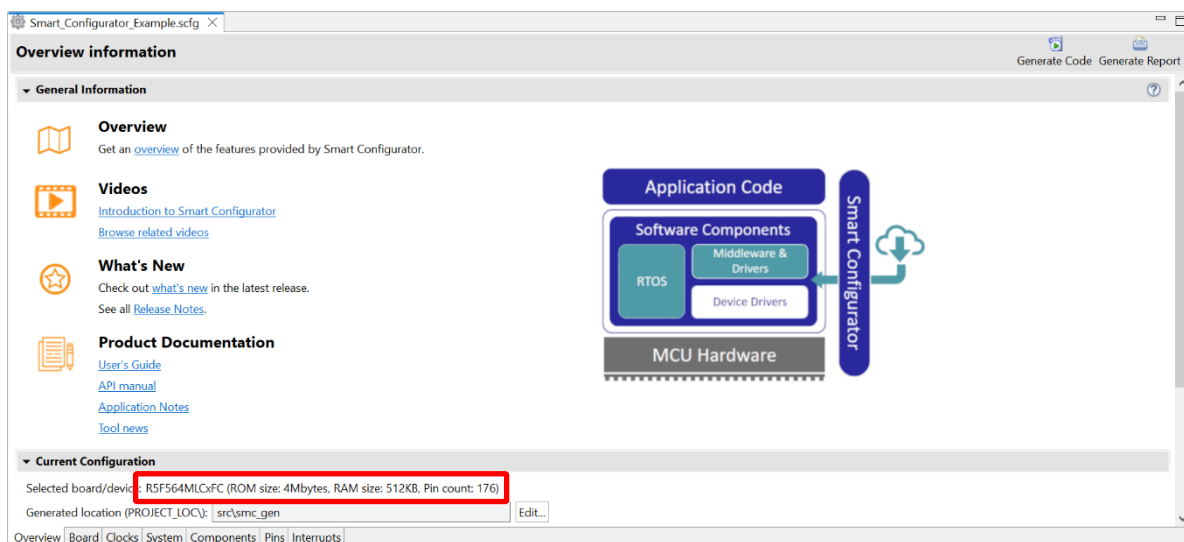 Smart_Configurator_Example.scfg
Overview information
Generate Code Generate Report
General Information
Overview
Get an overview of the features provided by Smart Configurator.
Videos
Introduction to Smart Configurator
Browse related videos
What's New
Check out what's new in the latest release.
See all Release Notes.
Product Documentation
User's Guide
API manual
Application Notes
Tool news
Application Code
Software Components
RTOS
Middleware &
Drivers
Device Drivers
MCU Hardware
Smart Configurator
Current Configuration
Selected board/device: R5F564MLCxFC (ROM size: 4Mbytes, RAM size: 512KB, Pin count: 176)
Generated location (PROJECT_LOC\): src\smc_gen Edit...
Overview Board Clocks System Components Pins Interrupts